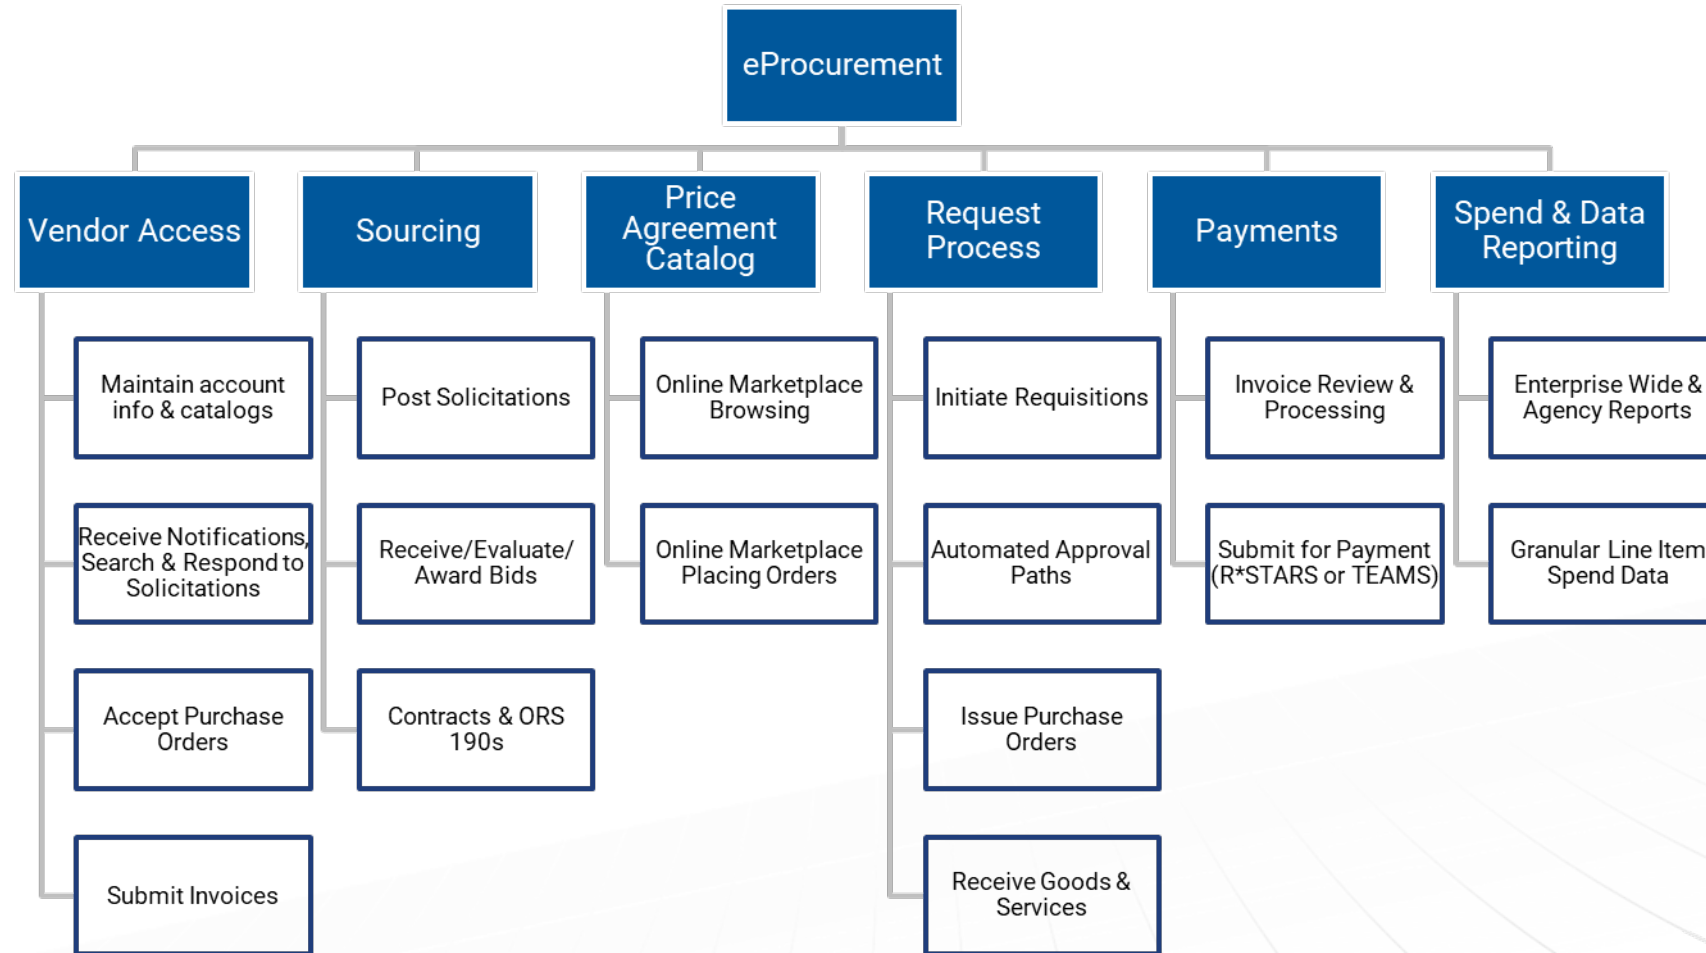 eProcurement
Vendor Access
Sourcing
Price
Agreement
Catalog
Request
Process
Payments
Spend & Data
Reporting
Maintain account
info & catalogs
Receive Notifications,
Search & Respond to
Solicitations
Accept Purchase
Orders
Submit Invoices
Post Solicitations
Receive/Evaluate/
Award Bids
Contracts & ORS
190s
Online Marketplace
Browsing
Online Marketplace
Placing Orders
Initiate Requisitions
Automated Approval
Paths
Issue Purchase
Orders
Receive Goods &
Services
Invoice Review &
Processing
Submit for Payment
(R*STARS or TEAMS)
Enterprise Wide &
Agency Reports
Granular Line Item
Spend Data